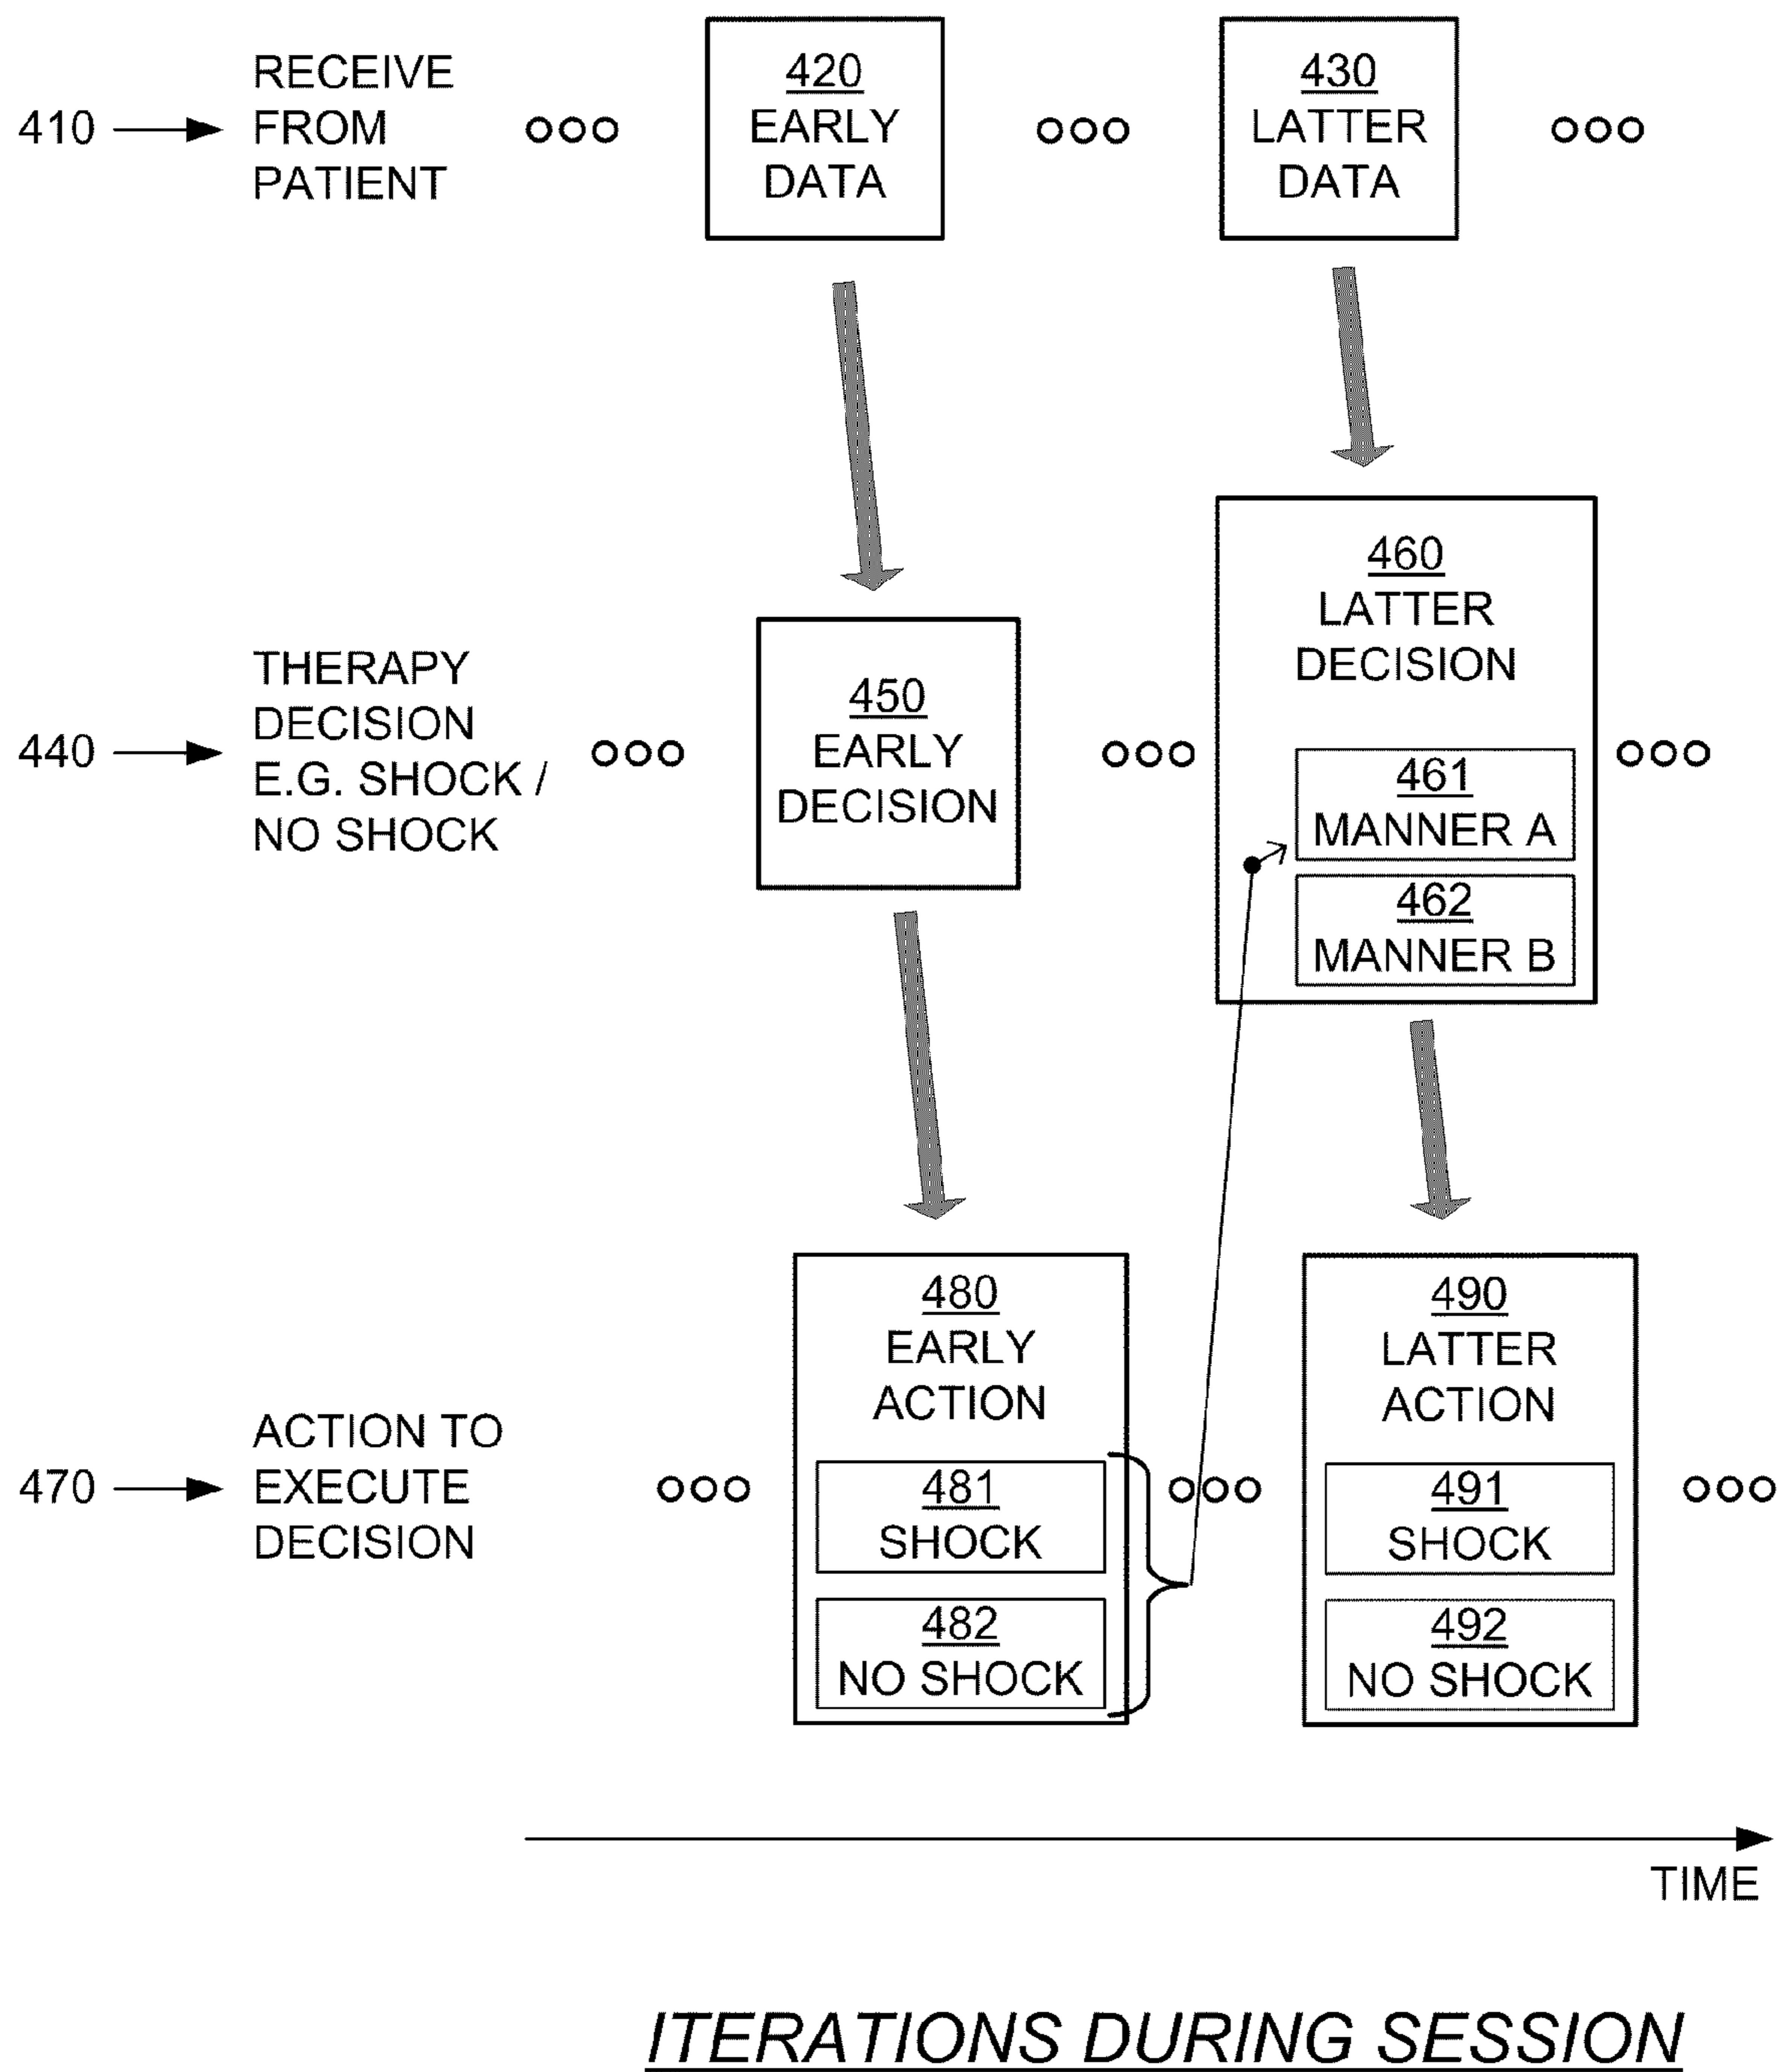 410
RECEIVE
FROM
PATIENT
420
EARLY
DATA
430
LATTER
DATA
440
THERAPY
DECISION
E.G. SHOCK /
NO SHOCK
450
EARLY
DECISION
460
LATTER
DECISION
461
MANNER A
462
MANNER B
470
ACTION TO
EXECUTE
DECISION
480
EARLY
ACTION
481
SHOCK
482
NO SHOCK
490
LATTER
ACTION
491
SHOCK
492
NO SHOCK
TIME
ITERATIONS DURING SESSION